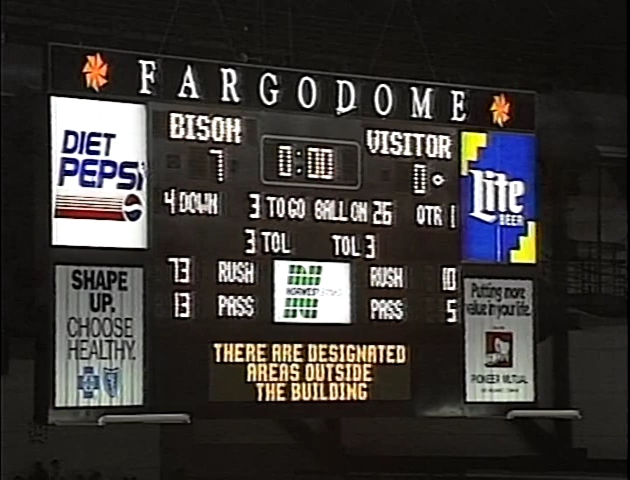 FARGODOME
DIET
PEPSI
BISON
7
0:00
VISITOR
0
Lite
BEER
4 DOWN 3 TO GO BALL ON 26 QTR 1
3 TOL TOL 3
73 RUSH
13 PASS
NORWEST
RUSH 10
PASS 5
SHAPE
UP.
CHOOSE
HEALTHY.
Putting more
value in your life.
PIONEER MUTUAL
THERE ARE DESIGNATED
AREAS OUTSIDE
THE BUILDING